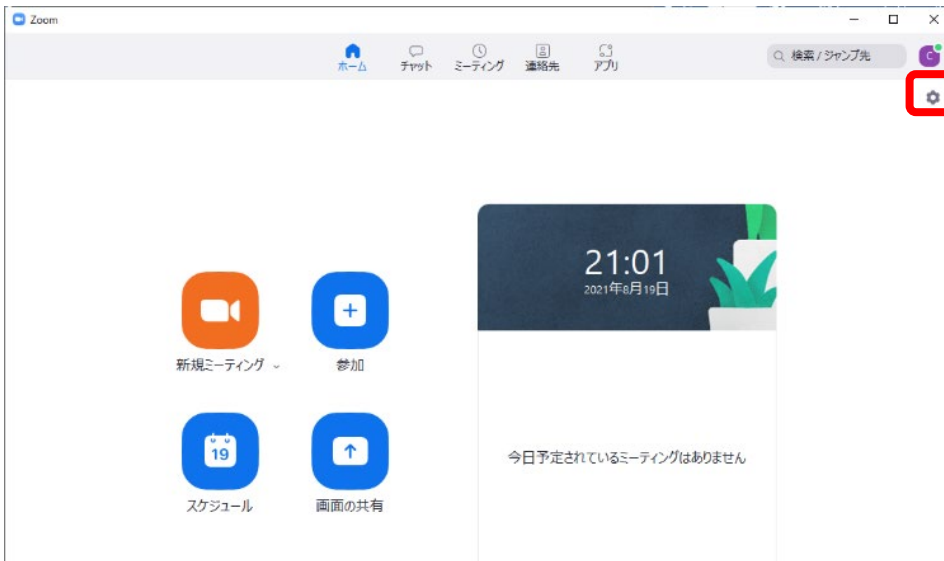 Zoom
ホーム
チャット
ミーティング
連絡先
アプリ
検索 / ジャンプ先
C
21:01
2021年8月19日
新規ミーティング
参加
19
スケジュール
画面の共有
今日予定されているミーティングはありません